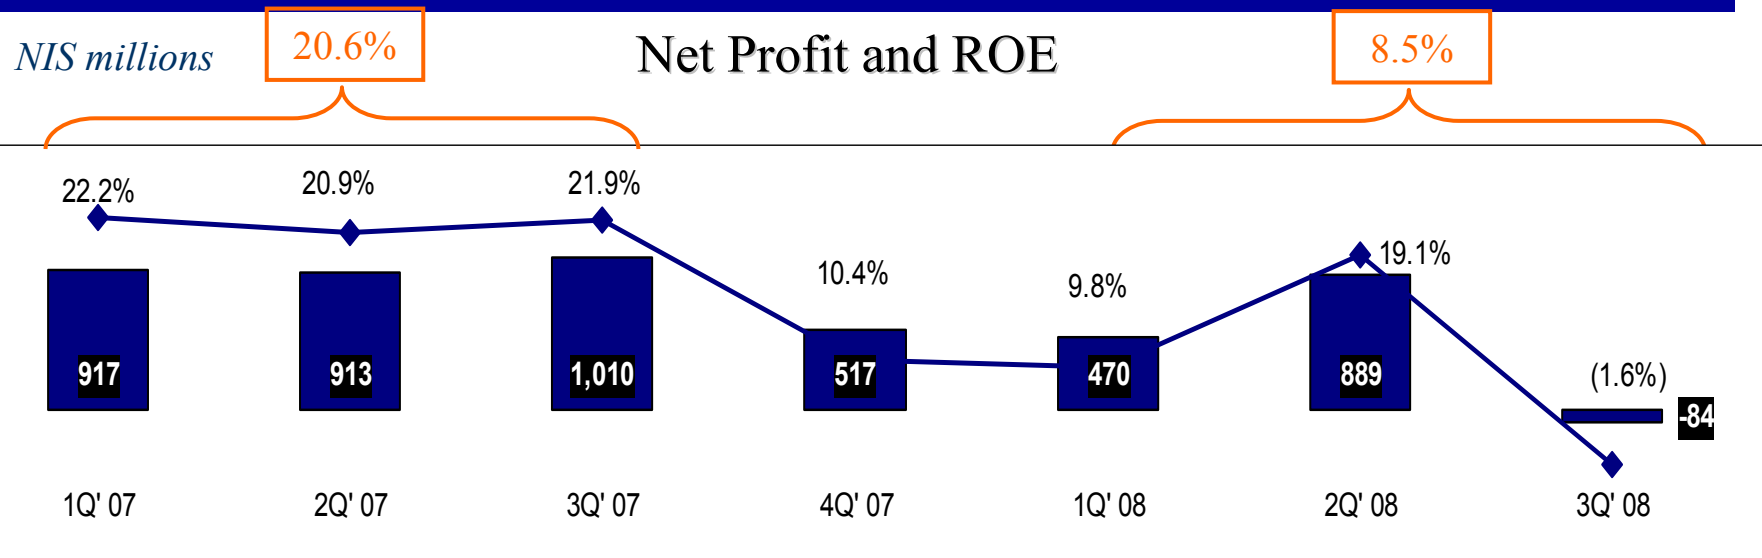 20.6%
8.5%
NIS millions
Net Profit and ROE
22.2%
20.9%
21.9%
10.4%
9.8%
19.1%
(1.6%)
917
913
1,010
517
470
889
-84
1Q' 07
2Q' 07
3Q' 07
4Q' 07
1Q' 08
2Q' 08
3Q' 08